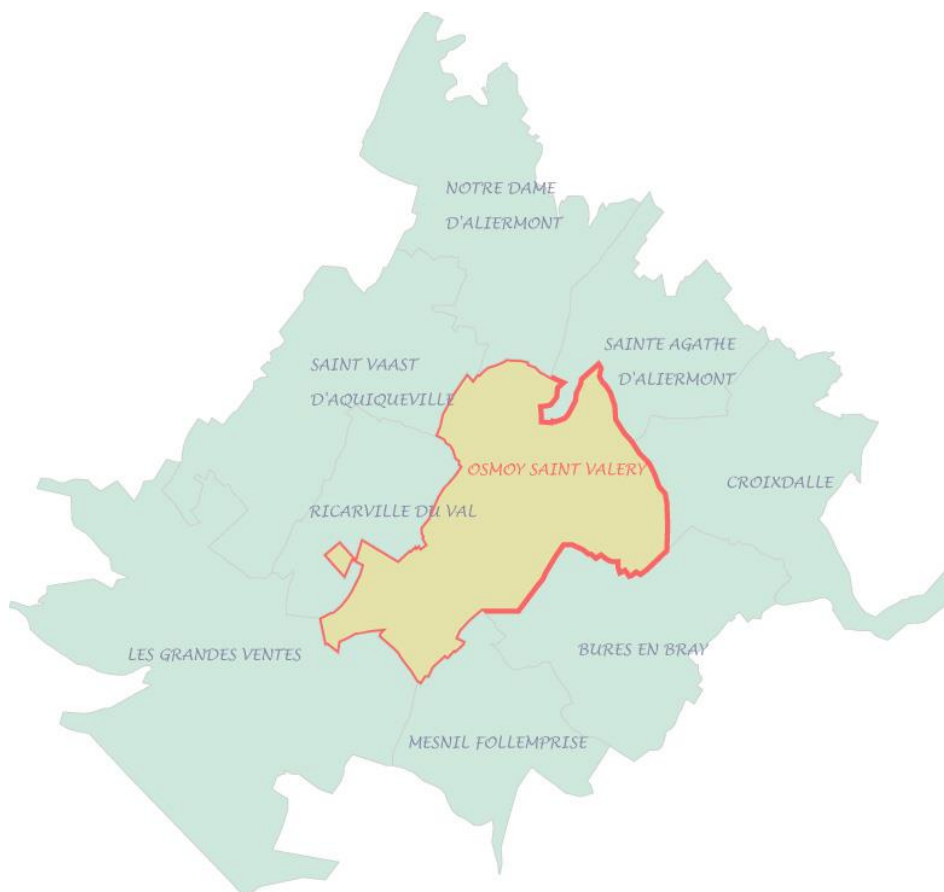 NOTRE DAME
D'ALIERMONT
SAINTE AGATHE
D'ALIERMONT
SAINT VAAST
D'AQUIQUEVILLE
OSMOY SAINT VALERY
CROIXDALLE
RICARVILLE DU VAL
LES GRANDES VENTES
BURES EN BRAY
MESNIL FOLLEMPRISE